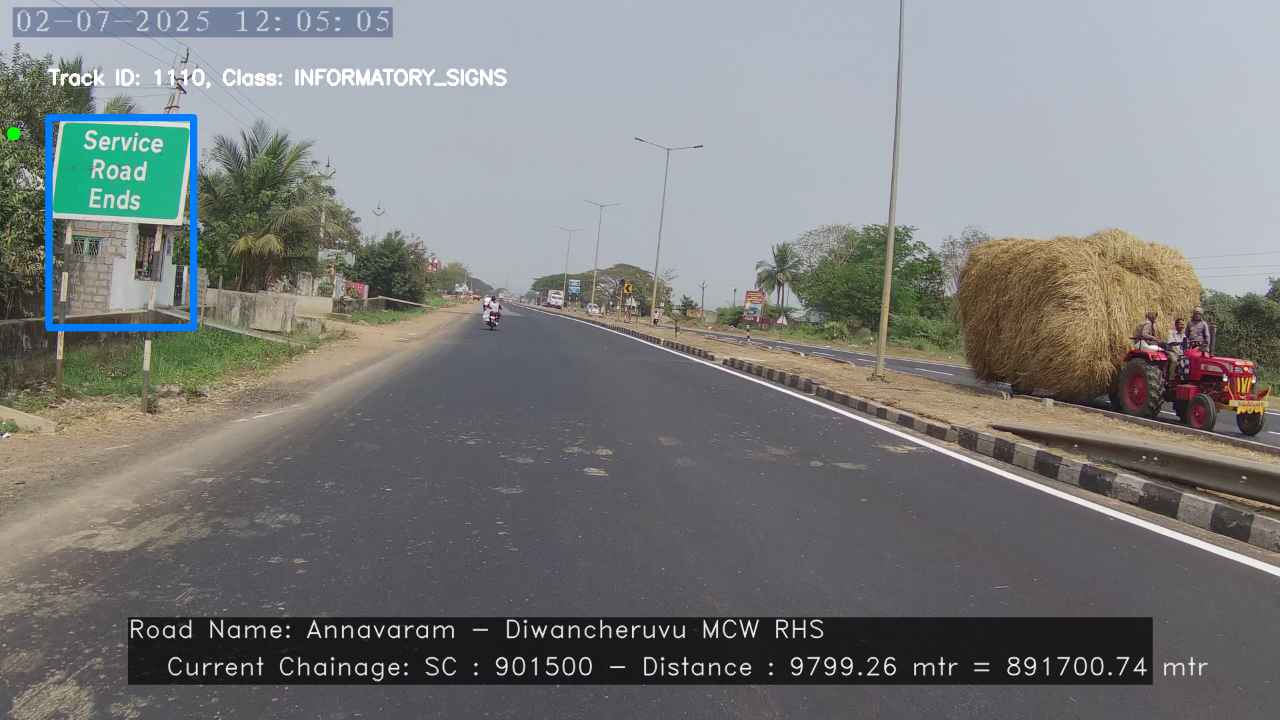 02-07-2025 12:05:05
Track ID: 1110, Class: INFORMATORY_SIGNS
Service
Road
Ends
Road Name: Annavaram - Diwancheruvu MCW RHS
Current Chainage: SC : 901500 - Distance : 9799.26 mtr = 891700.74 mtr